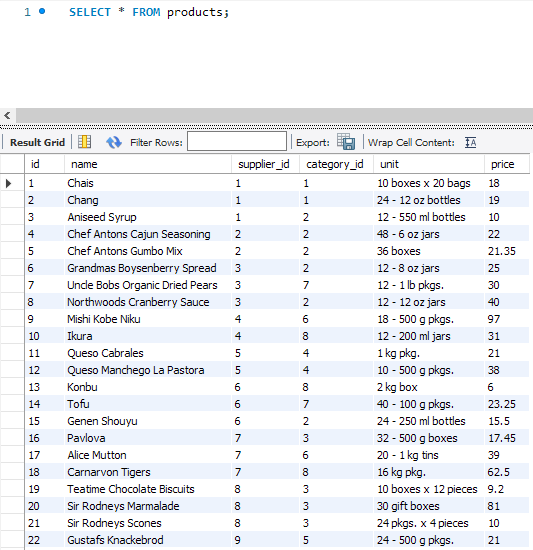 1 SELECT * FROM products;
Result Grid Filter Rows: Export: Wrap Cell Content: IA
id name supplier_id category_id unit price
1 Chais 1 1 10 boxes x 20 bags 18
2 Chang 1 1 24 - 12 oz bottles 19
3 Aniseed Syrup 1 2 12 - 550 ml bottles 10
4 Chef Antons Cajun Seasoning 2 2 48 - 6 oz jars 22
5 Chef Antons Gumbo Mix 2 2 36 boxes 21.35
6 Grandmas Boysenberry Spread 3 2 12 - 8 oz jars 25
7 Uncle Bobs Organic Dried Pears 3 7 12 - 1 lb pkgs. 30
8 Northwoods Cranberry Sauce 3 2 12 - 12 oz jars 40
9 Mishi Kobe Niku 4 6 18 - 500 g pkgs. 97
10 Ikura 4 8 12 - 200 ml jars 31
11 Queso Cabrales 5 4 1 kg pkg. 21
12 Queso Manchego La Pastora 5 4 10 - 500 g pkgs. 38
13 Konbu 6 8 2 kg box 6
14 Tofu 6 7 40 - 100 g pkgs. 23.25
15 Genen Shouyu 6 2 24 - 250 ml bottles 15.5
16 Pavlova 7 3 32 - 500 g boxes 17.45
17 Alice Mutton 7 6 20 - 1 kg tins 39
18 Carnarvon Tigers 7 8 16 kg pkg. 62.5
19 Teatime Chocolate Biscuits 8 3 10 boxes x 12 pieces 9.2
20 Sir Rodneys Marmalade 8 3 30 gift boxes 81
21 Sir Rodneys Scones 8 3 24 pkgs. x 4 pieces 10
22 Gustafs Knackebrod 9 5 24 - 500 g pkgs. 21